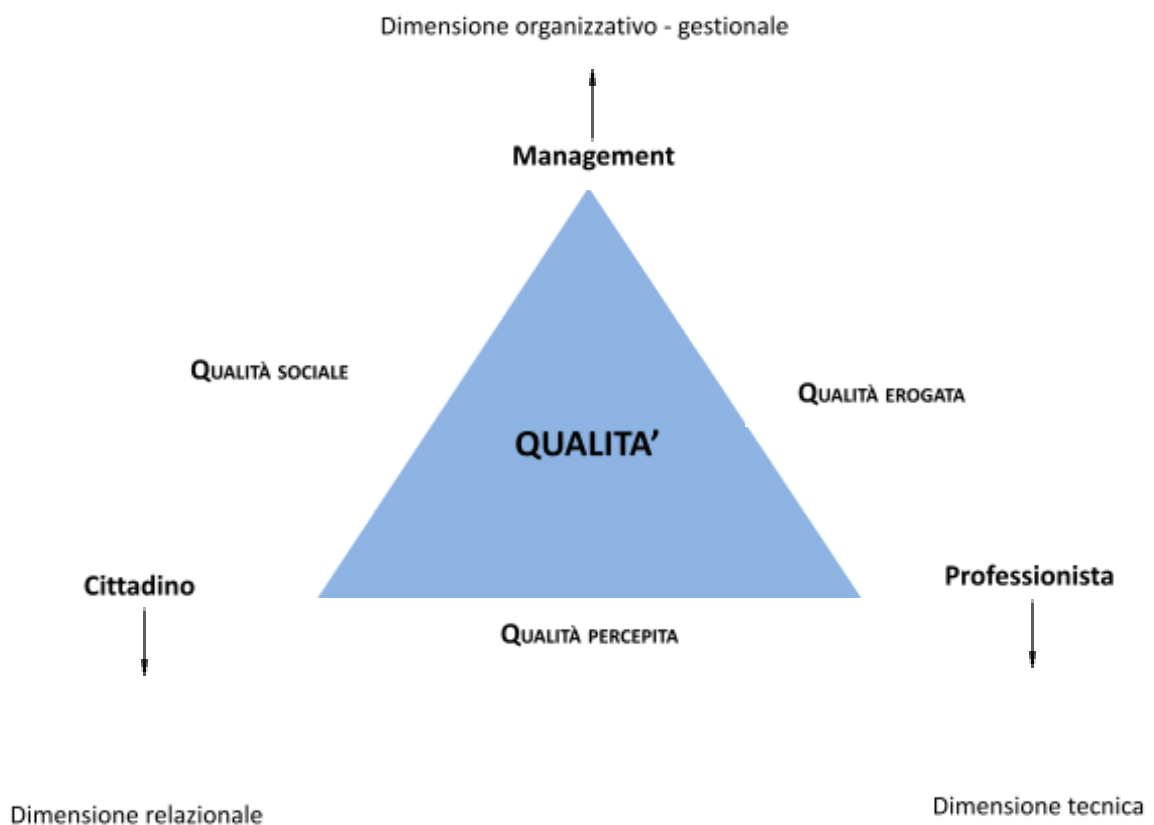 Dimensione organizzativo - gestionale
Management
QUALITÀ SOCIALE
QUALITÀ EROGATA
QUALITA’
Cittadino
Professionista
QUALITÀ PERCEPITA
Dimensione relazionale
Dimensione tecnica